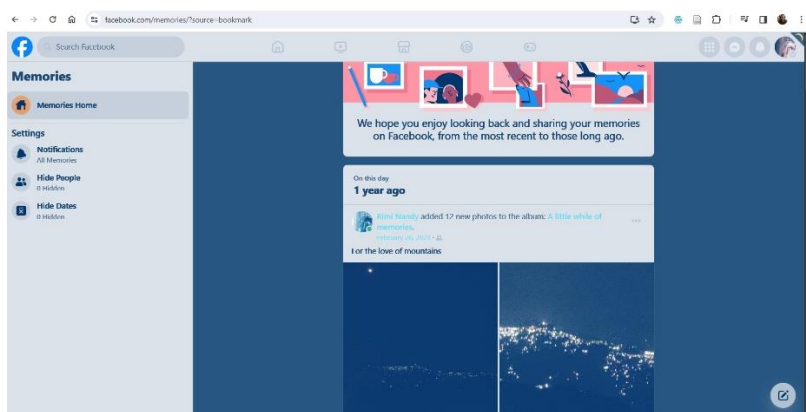 facebook.com/memories/?source=bookmark
Search Facebook
Memories
Memories Home
Settings
Notifications
All Memories
Hide People
0 Hidden
Hide Dates
0 Hidden
We hope you enjoy looking back and sharing your memories
on Facebook, from the most recent to those long ago.
On this day
1 year ago
Rimi Nandy added 12 new photos to the album: A little while of
memories.
February
For the love of mountains